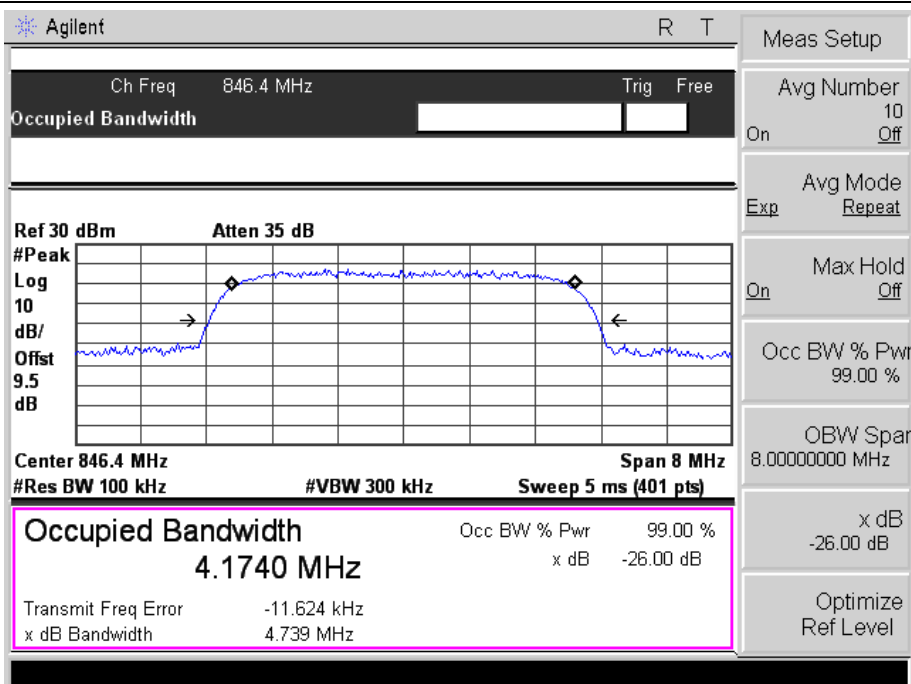 Agilent R T
Ch Freq 846.4 MHz Trig Free
Occupied Bandwidth
Ref 30 dBm Atten 35 dB
#Peak
Log
10
dB/
Offst
9.5
dB
Center 846.4 MHz Span 8 MHz
#Res BW 100 kHz #VBW 300 kHz Sweep 5 ms (401 pts)
Occupied Bandwidth
4.1740 MHz
Occ BW % Pwr 99.00 %
x dB -26.00 dB
Transmit Freq Error -11.624 kHz
x dB Bandwidth 4.739 MHz
Meas Setup
Avg Number
10
On Off
Avg Mode
Exp Repeat
Max Hold
On Off
Occ BW % Pwr
99.00 %
OBW Span
8.00000000 MHz
x dB
-26.00 dB
Optimize
Ref Level